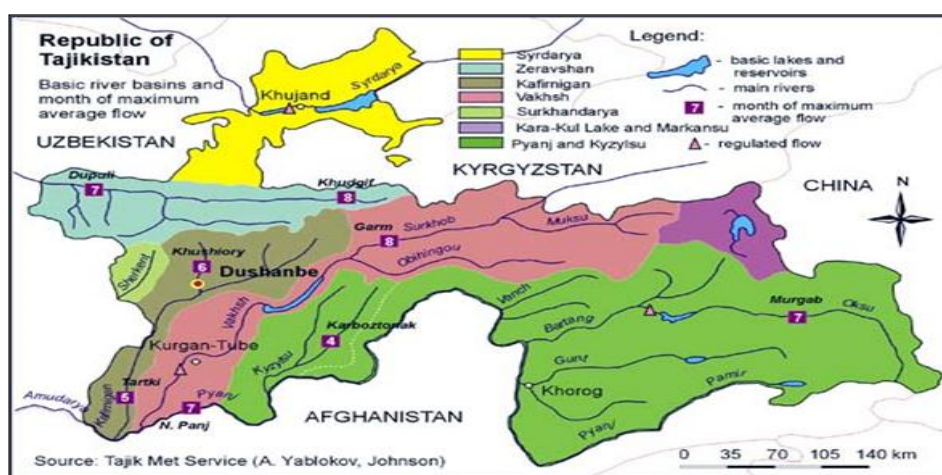 Republic of
Tajikistan
Basic river basins and
month of maximum
average flow
Syrdarya
Zeravshan
Kafirnigan
Vakhsh
Surkhandarya
Kara-Kul Lake and Markansu
Pyanj and Kyzylsu
Legend:
- basic lakes and
reservoirs
- main rivers
7 - month of maximum
average flow
- regulated flow
Syrdarya
Khujand
UZBEKISTAN
KYRGYZSTAN
CHINA
N
Dupuli
7
Khudgif
8
Garm
8
Surkhob
Muksu
Obihingou
Khushiory
6
Dushanbe
Sherkent
Vakhsh
Vanch
Bartang
Murgab
7
Oksu
Karboztonak
4
Kyzylsu
Kurgan-Tube
Gunt
Pamir
Khorog
Tartki
5
Kafirnigan
Amudarya
7
Pyanj
N. Panj
AFGHANISTAN
Pyanj
0 35 70 105 140 km
Source: Tajik Met Service (A. Yablokov, Johnson)